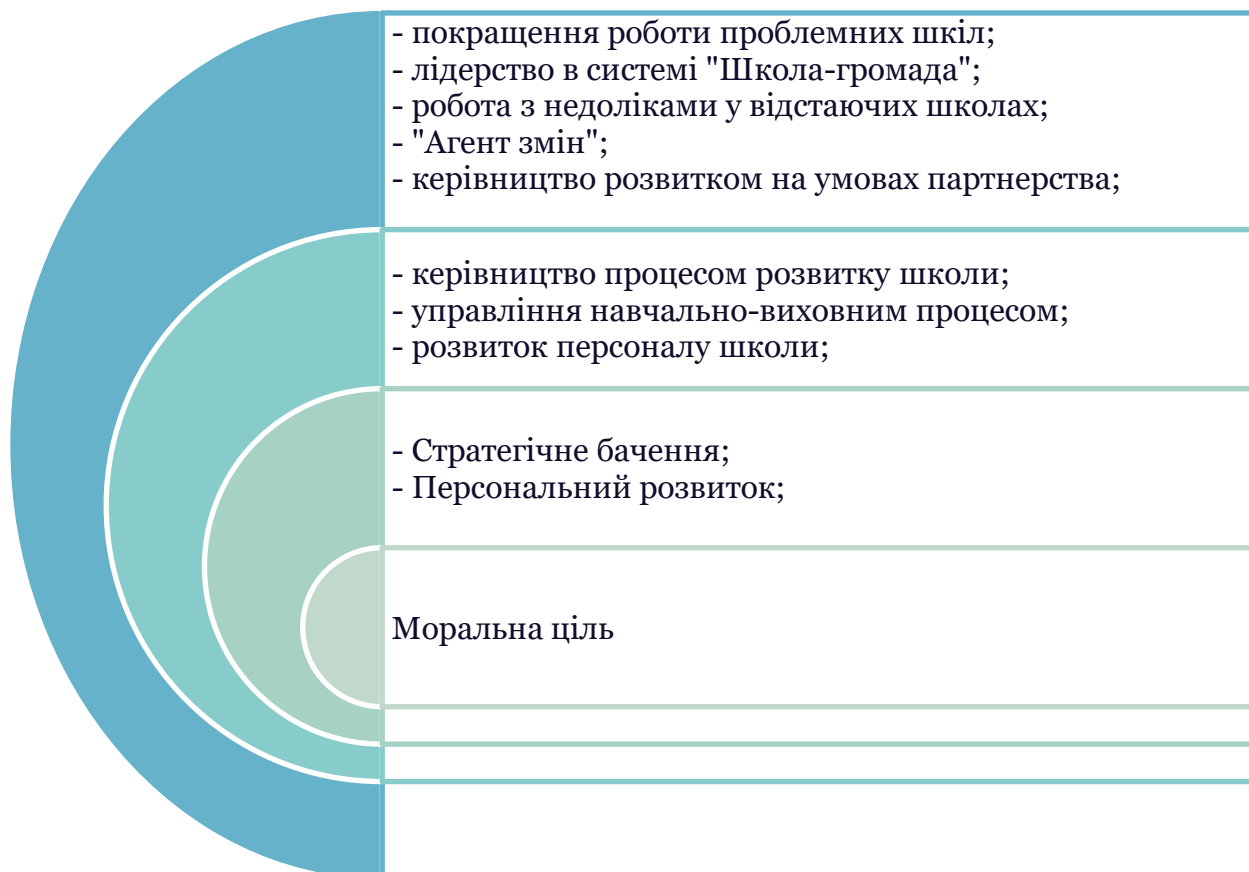 - покращення роботи проблемних шкіл;
- лідерство в системі "Школа-громада";
- робота з недоліками у відстаючих школах;
- "Агент змін";
- керівництво розвитком на умовах партнерства;
- керівництво процесом розвитку школи;
- управління навчально-виховним процесом;
- розвиток персоналу школи;
- Стратегічне бачення;
- Персональний розвиток;
Моральна ціль